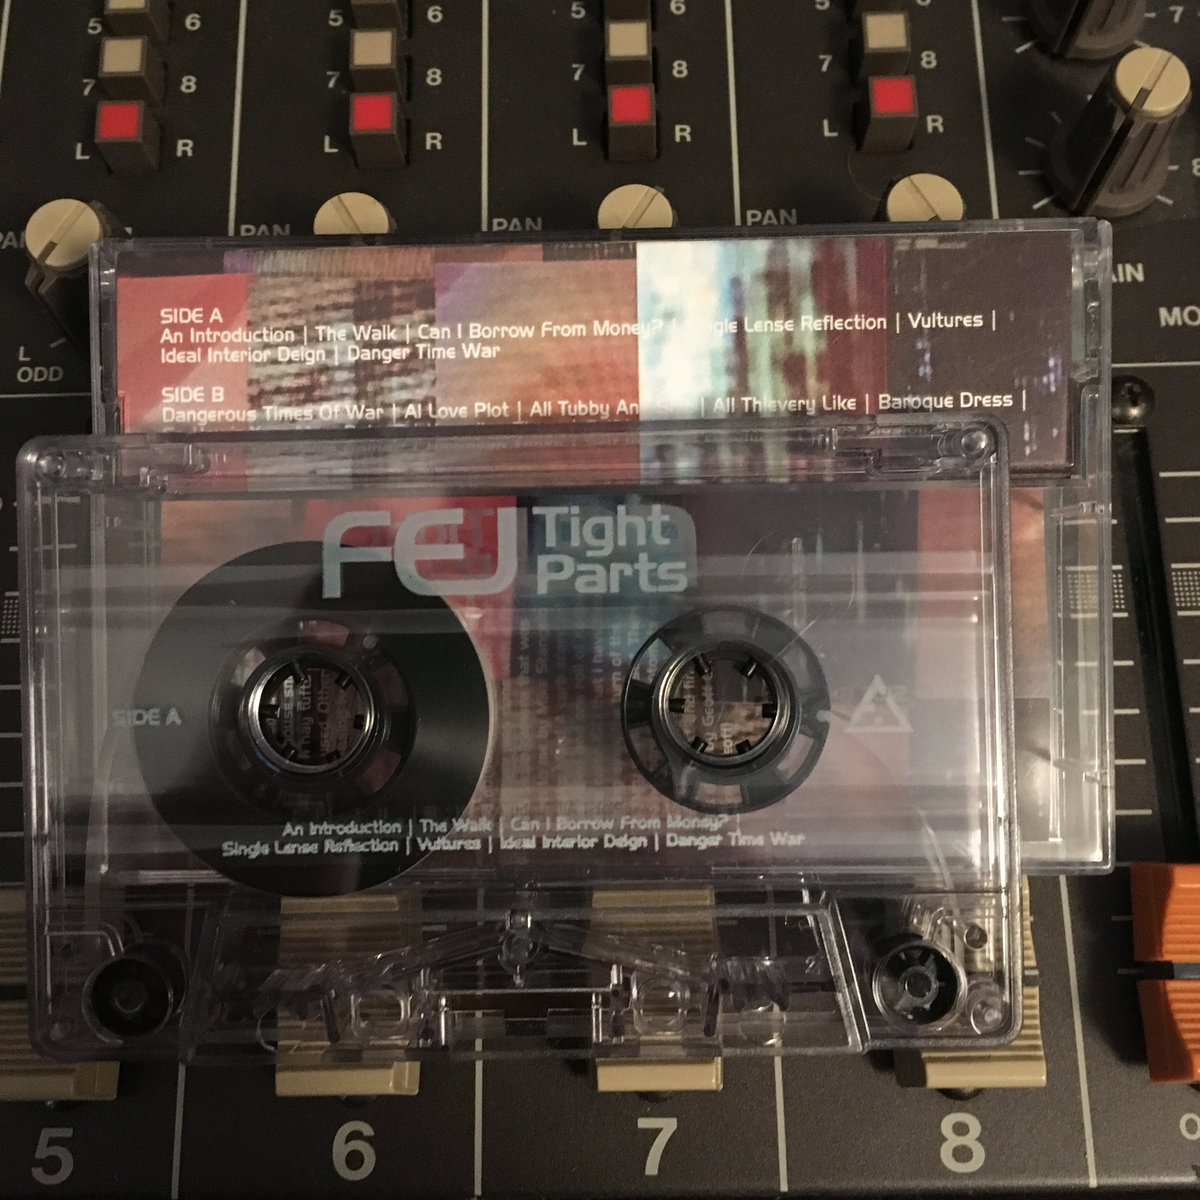 5 6 5 6 5 6 7
7 8 7 8 7 8 7 8
L R L R L R L R
PAN PAN PAN
L
ODD
SIDE A
An Introduction | The Walk | Can I Borrow From Money? | Single Lense Reflection | Vultures |
Ideal Interior Deign | Danger Time War
SIDE B
Dangerous Times Of War | AI Love Plot | All Tubby | All Thievery Like | Baroque Dress |
FEJ
Tight
Parts
SIDE A
An Introduction | The Walk | Can I Borrow From Money? |
Single Lense Reflection | Vultures | Ideal Interior Deign | Danger Time War
5 6 7 8